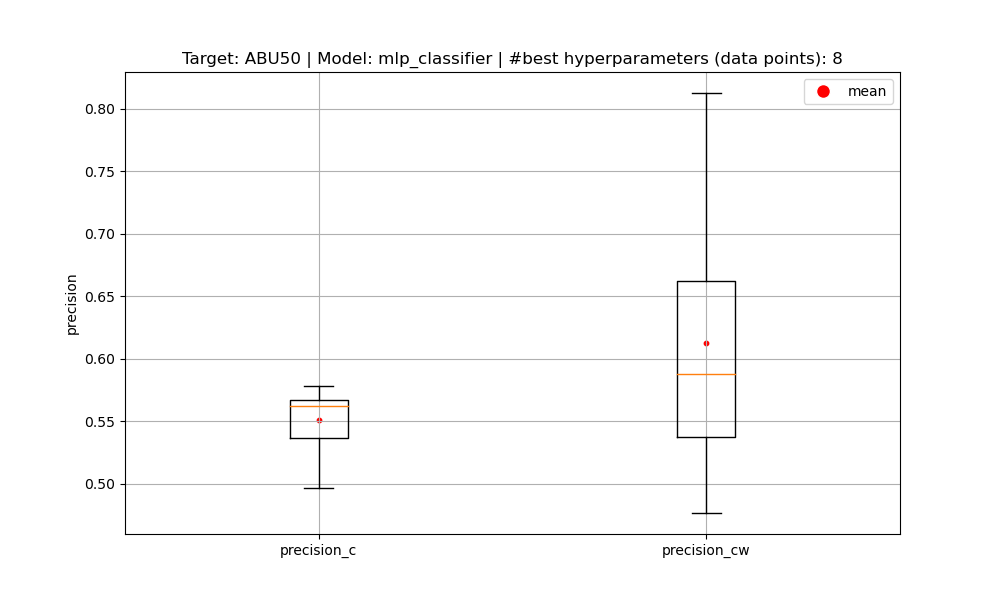 Target: ABU50 | Model: mlp_classifier | #best hyperparameters (data points): 8
mean
0.80
0.75
0.70
0.65
0.60
0.55
0.50
precision
precision_c
precision_cw